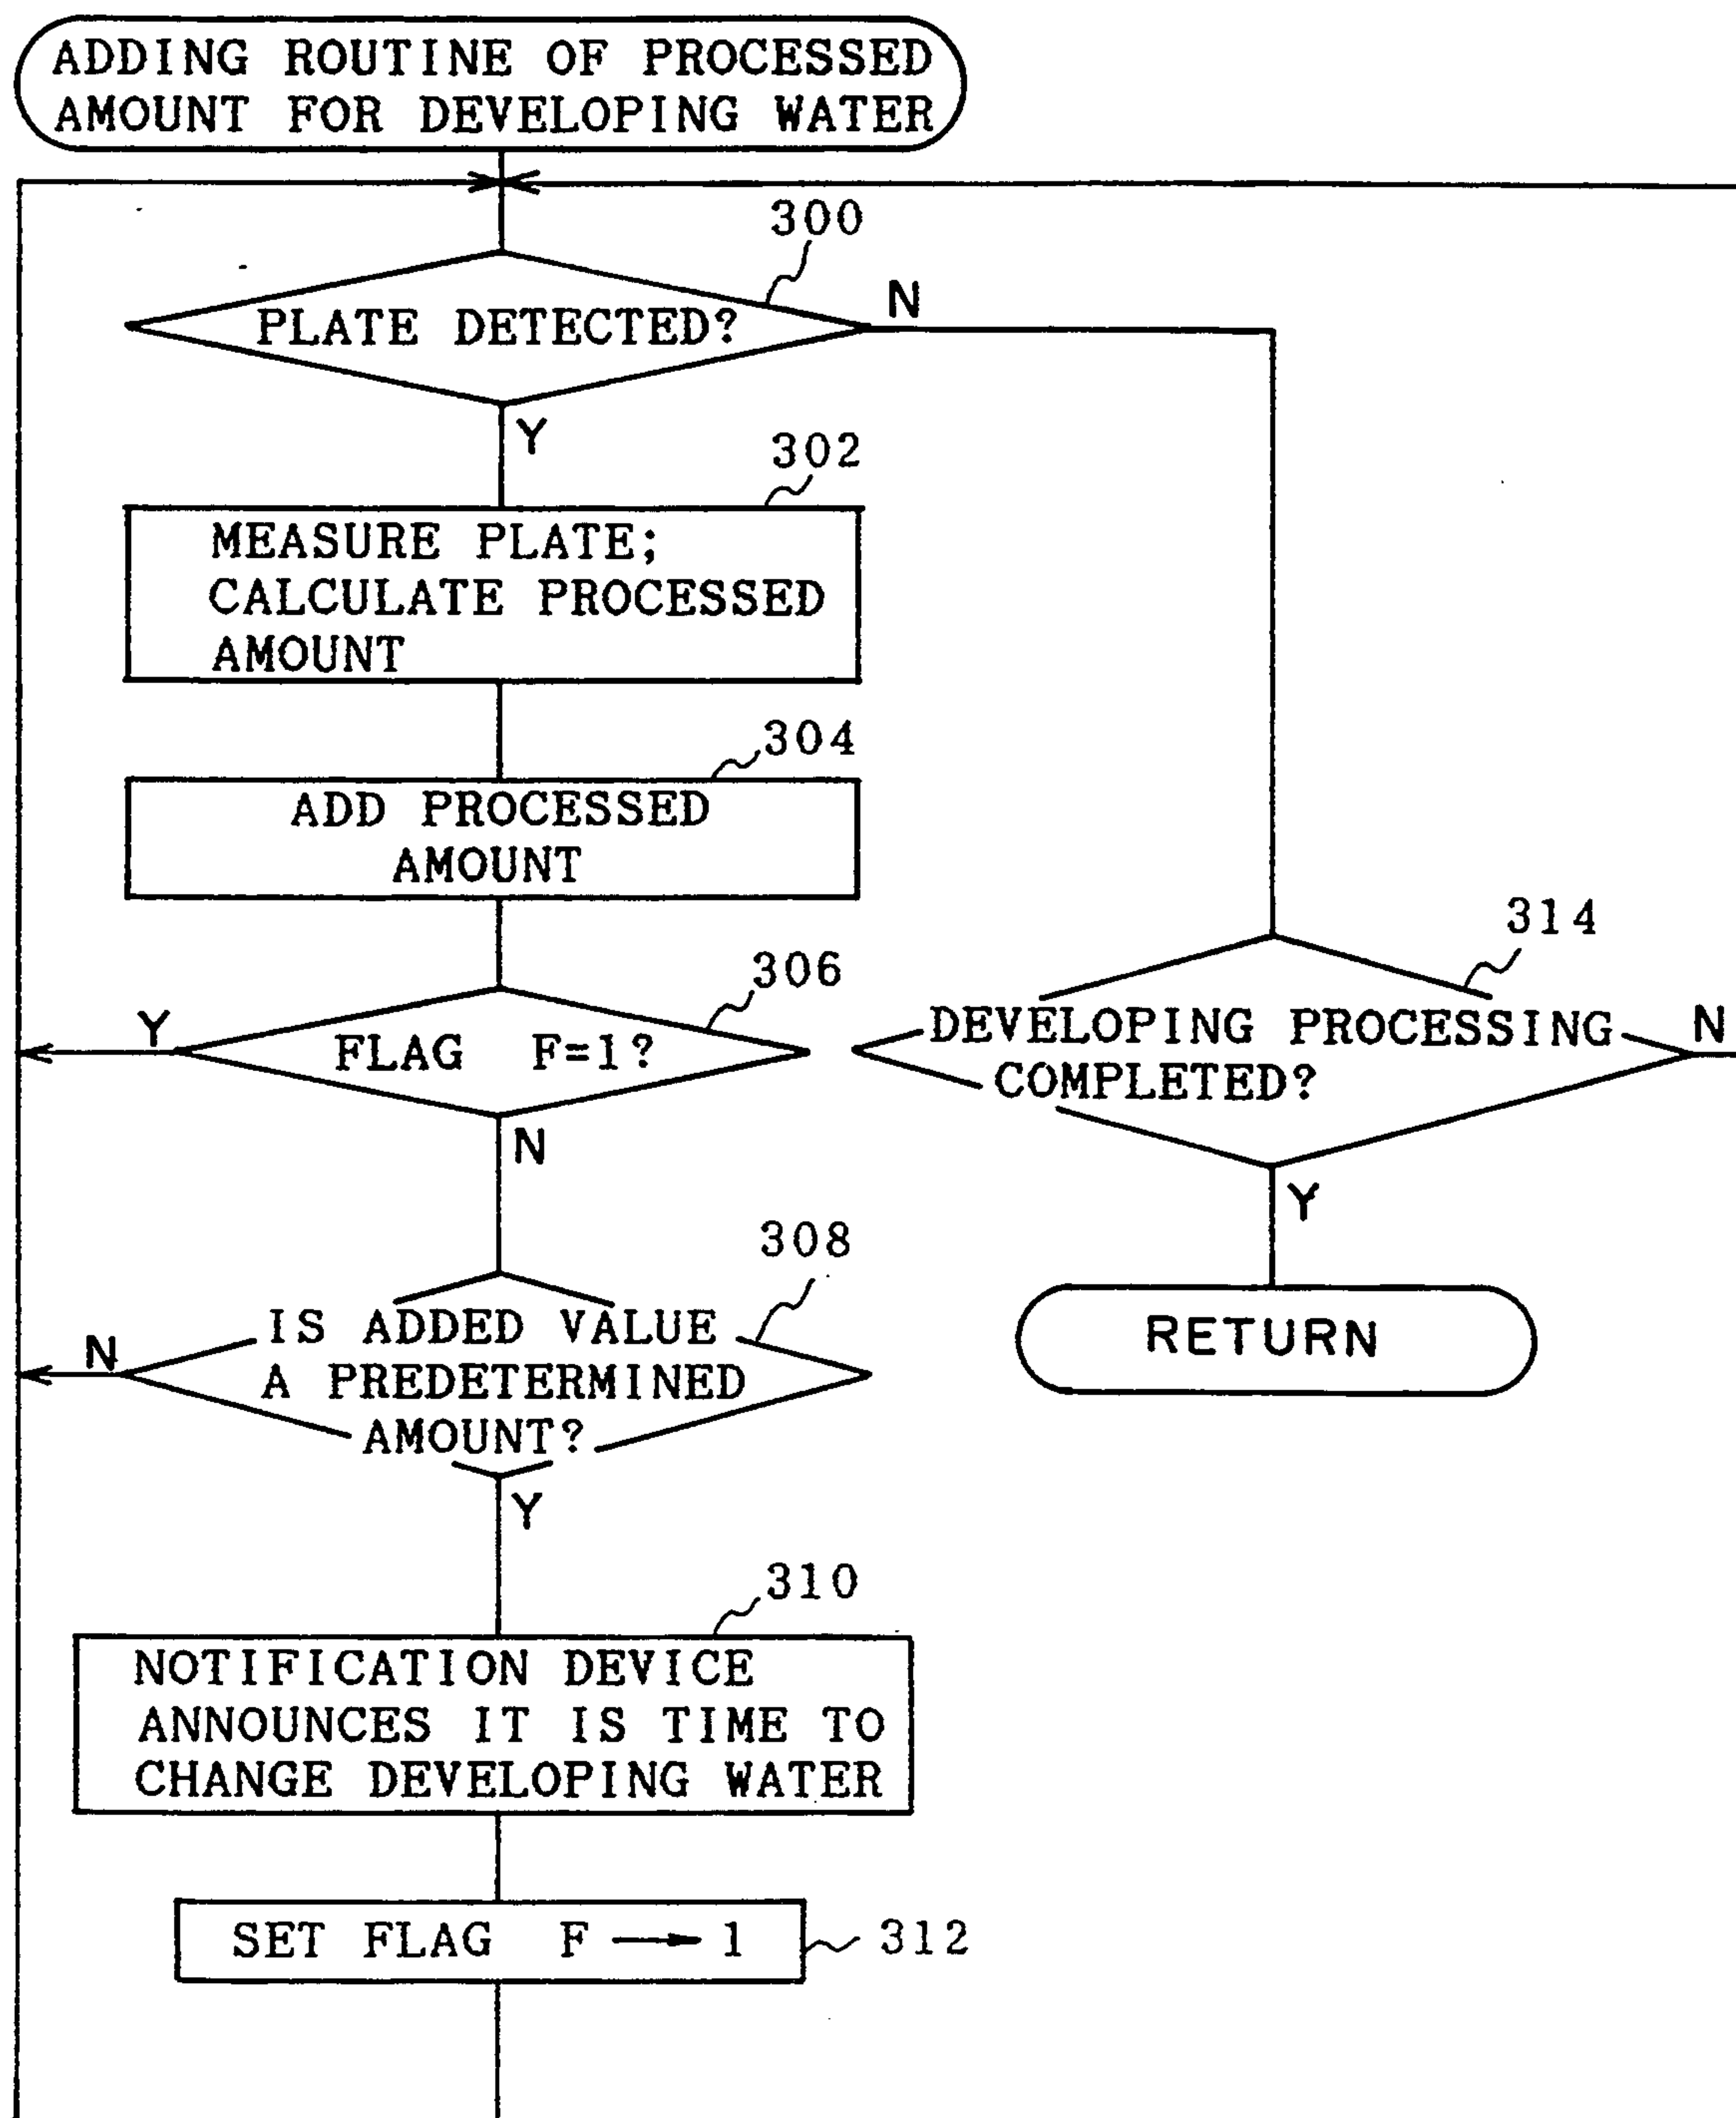 ADDING ROUTINE OF PROCESSED
AMOUNT FOR DEVELOPING WATER
300
PLATE DETECTED?
N
Y
302
MEASURE PLATE;
CALCULATE PROCESSED
AMOUNT
304
ADD PROCESSED
AMOUNT
306
Y
FLAG F=1?
N
314
DEVELOPING PROCESSING
COMPLETED?
N
Y
RETURN
308
IS ADDED VALUE
A PREDETERMINED
AMOUNT?
N
Y
310
NOTIFICATION DEVICE
ANNOUNCES IT IS TIME TO
CHANGE DEVELOPING WATER
SET FLAG F → 1
312